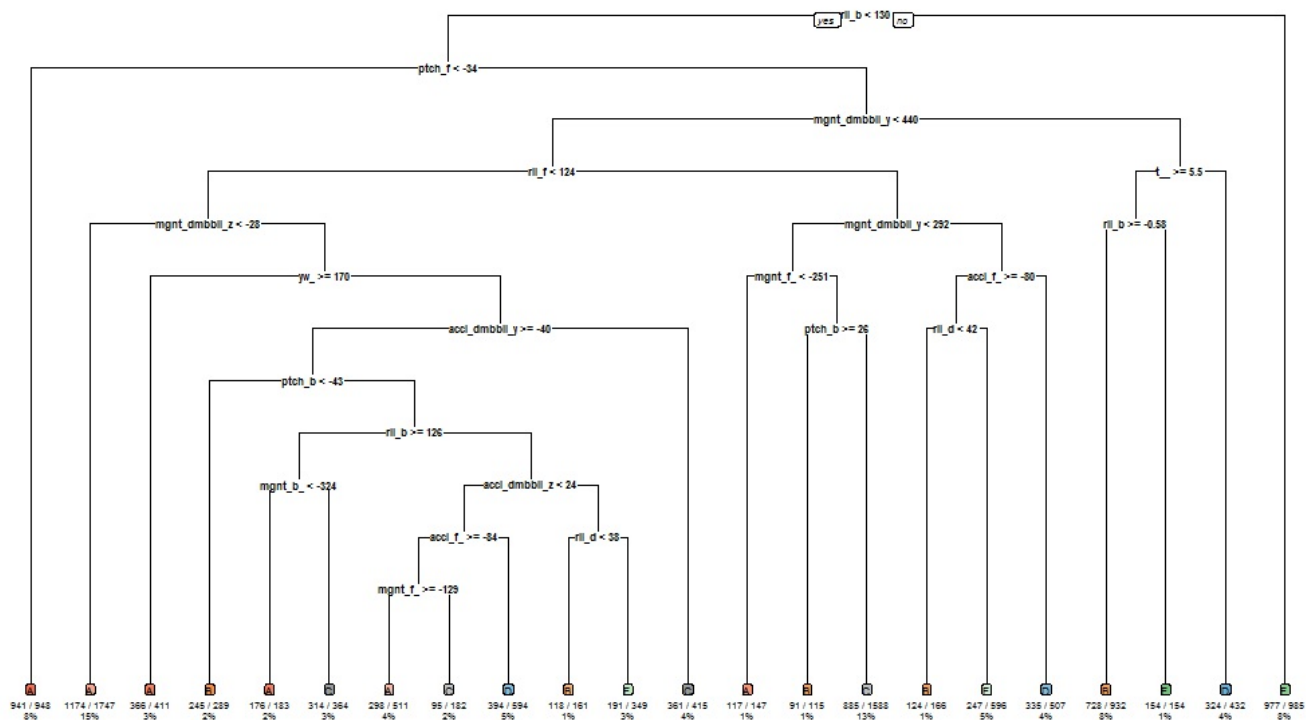 rll_b < 130
yes no
ptch_f < -34
mgnt_dmbbll_y < 440
rll_f < 124
t__ >= 5.5
mgnt_dmbbll_z < -28
mgnt_dmbbll_y < 292
rll_b >= -0.58
yw_ >= 170
mgnt_f_ < -251
accl_f_ >= -80
accl_dmbbll_y >= -40
ptch_b >= 26
rll_d < 42
ptch_b < -43
rll_b >= 126
mgnt_b_ < -324
accl_dmbbll_z < 24
accl_f_ >= -84
rll_d < 38
mgnt_f_ >= -129
A A A B A C A C D B E C A B C B E D B E D E
941 / 948 1174 / 1747 366 / 411 245 / 289 176 / 183 314 / 364 298 / 511 95 / 182 394 / 594 118 / 161 191 / 349 361 / 415 117 / 147 91 / 115 885 / 1588 124 / 166 247 / 596 335 / 507 728 / 932 154 / 154 324 / 432 977 / 985
8% 15% 3% 2% 2% 3% 4% 2% 5% 1% 3% 4% 1% 1% 13% 1% 5% 4% 8% 1% 4% 8%